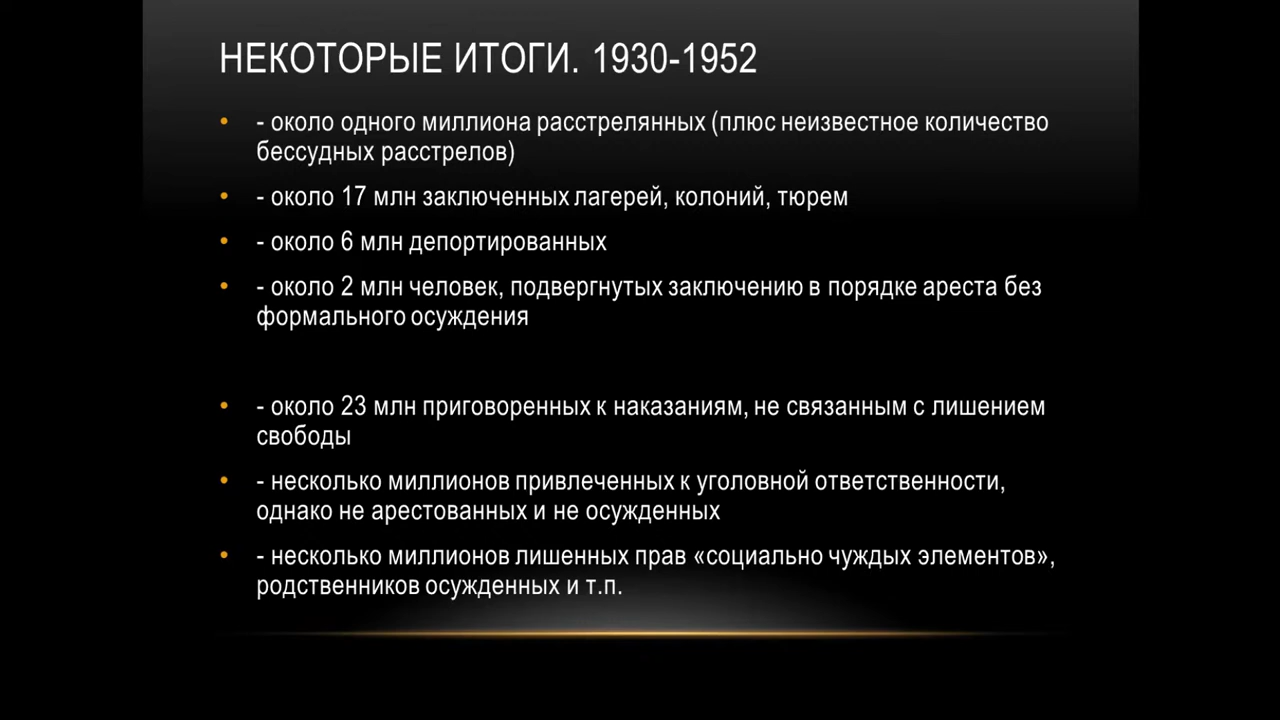 НЕКОТОРЫЕ ИТОГИ. 1930-1952
• - около одного миллиона расстрелянных (плюс неизвестное количество
бессудных расстрелов)
• - около 17 млн заключенных лагерей, колоний, тюрем
• - около 6 млн депортированных
• - около 2 млн человек, подвергнутых заключению в порядке ареста без
формального осуждения
• - около 23 млн приговоренных к наказаниям, не связанным с лишением
свободы
• - несколько миллионов привлеченных к уголовной ответственности,
однако не арестованных и не осужденных
• - несколько миллионов лишенных прав «социально чуждых элементов»,
родственников осужденных и т.п.